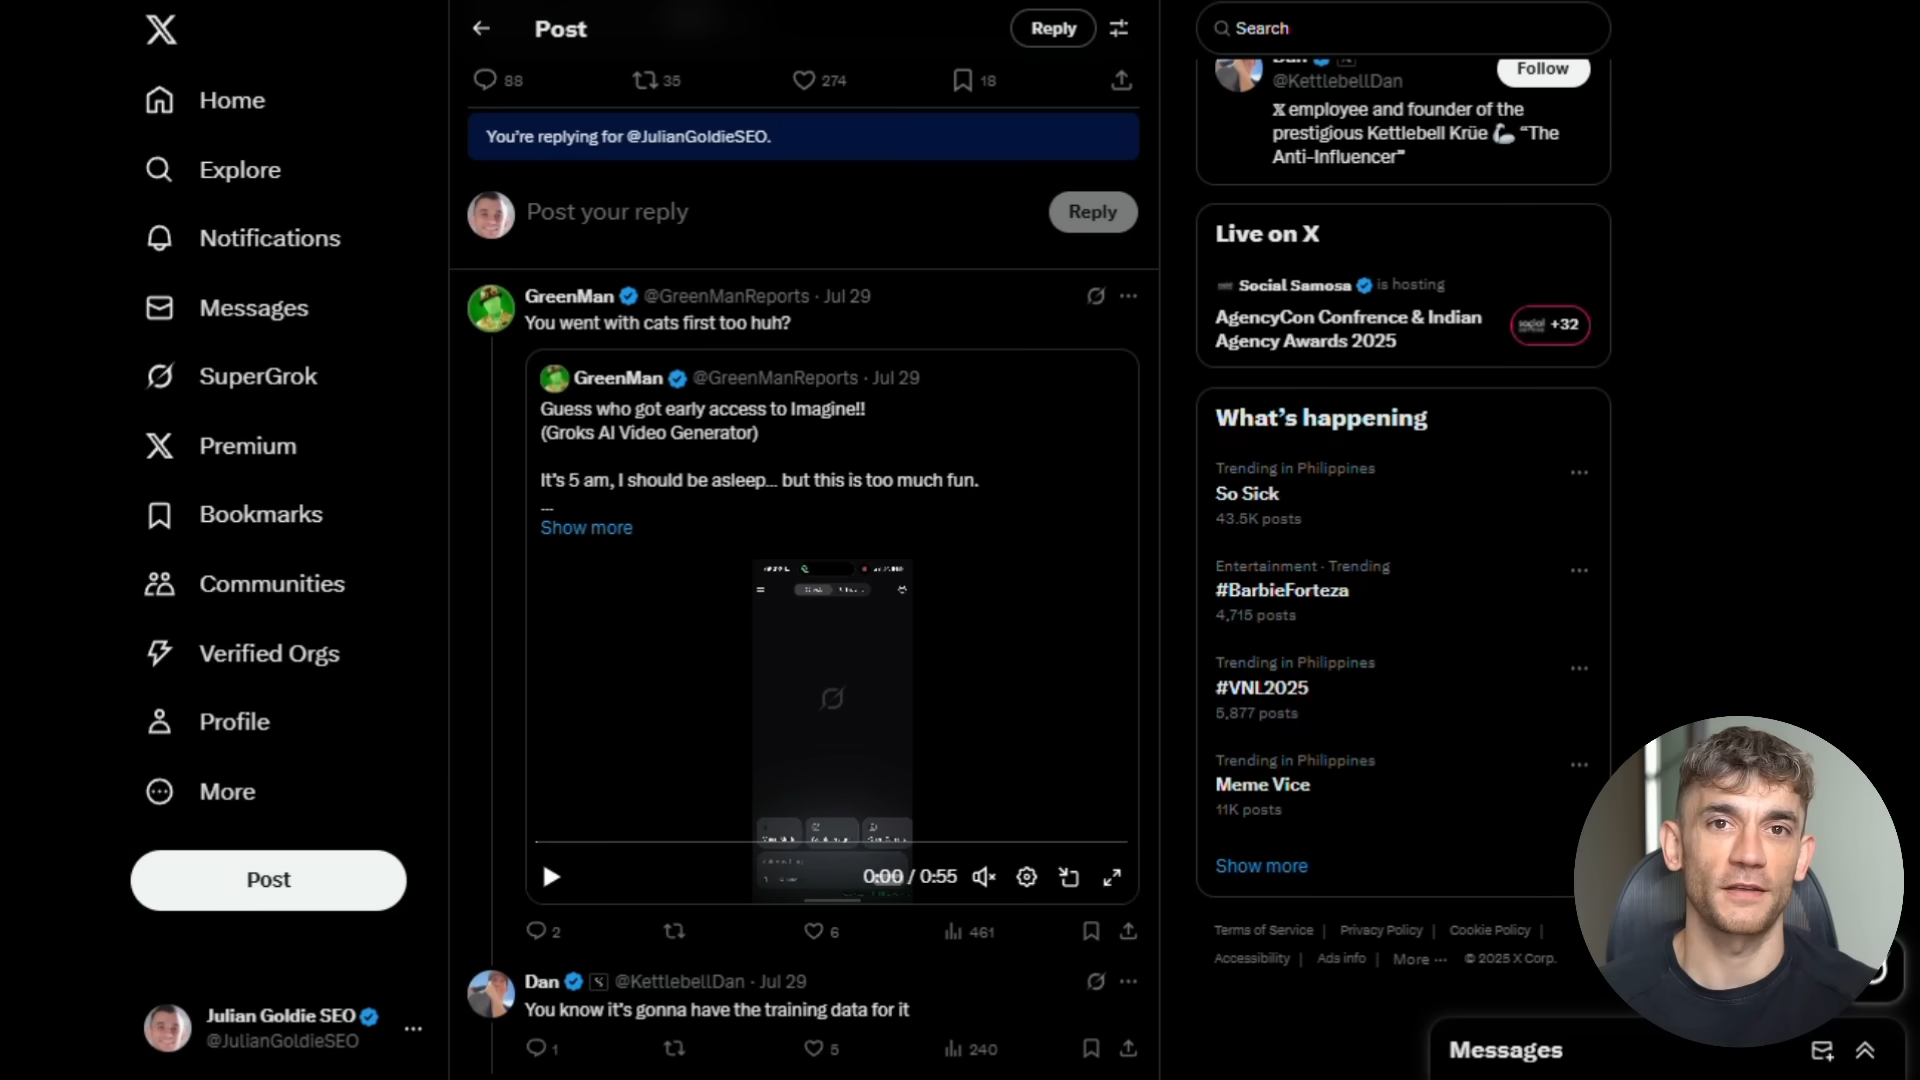 Home
Explore
Notifications
Messages
SuperGrok
Premium
Bookmarks
Communities
Verified Orgs
Profile
More
Post
Julian Goldie SEO
@JulianGoldieSEO
Post
Reply
88
35
274
18
You're replying for @JulianGoldieSEO.
Post your reply
Reply
GreenMan @GreenManReports · Jul 29
You went with cats first too huh?
GreenMan @GreenManReports · Jul 29
Guess who got early access to Imagine!!
(Groks AI Video Generator)
It's 5 am, I should be asleep... but this is too much fun.
...
Show more
0:00 / 0:55
2
6
461
Dan @KettlebellDan · Jul 29
You know it's gonna have the training data for it
1
5
240
Search
@KettlebellDan
Follow
X employee and founder of the
prestigious Kettlebell Krüe 💪 “The
Anti-Influencer”
Live on X
Social Samosa is hosting
AgencyCon Confrence & Indian
Agency Awards 2025
+32
What's happening
Trending in Philippines
So Sick
43.5K posts
Entertainment · Trending
#BarbieForteza
4,715 posts
Trending in Philippines
#VNL2025
5,877 posts
Trending in Philippines
Meme Vice
11K posts
Show more
Terms of Service | Privacy Policy | Cookie Policy |
Accessibility | Ads info | More ··· © 2025 X Corp.
Messages